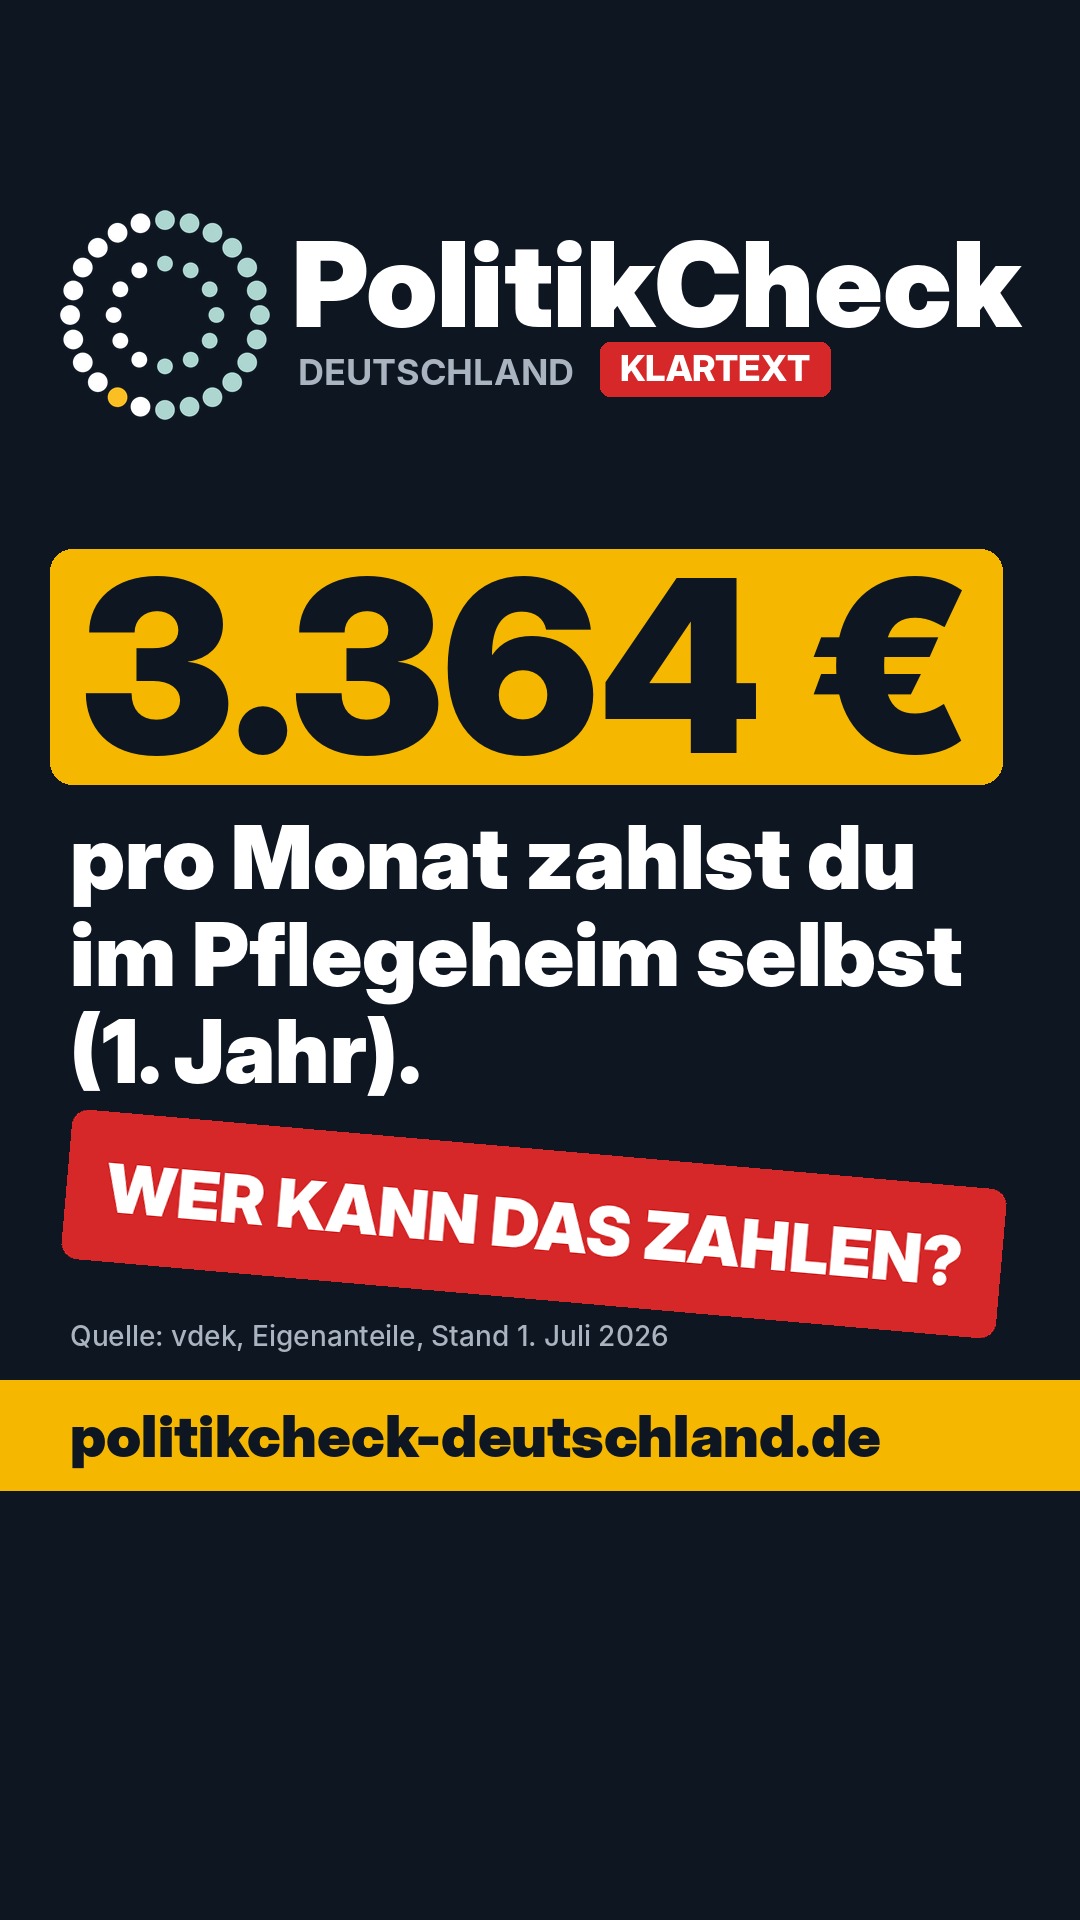 PolitikCheck
DEUTSCHLAND KLARTEXT
3.364 €
pro Monat zahlst du
im Pflegeheim selbst
(1. Jahr).
WER KANN DAS ZAHLEN?
Quelle: vdek, Eigenanteile, Stand 1. Juli 2026
politikcheck-deutschland.de